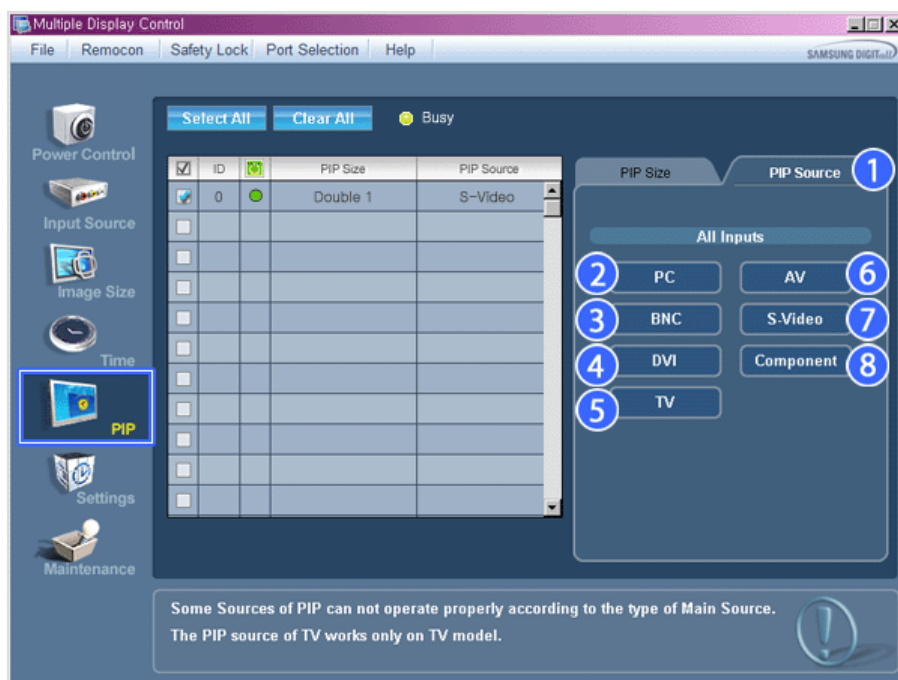 Multiple Display Control
File Remocon Safety Lock Port Selection Help
SAMSUNG DIGITall
Select All Clear All Busy
Power Control
Input Source
Image Size
Time
PIP
Settings
Maintenance
ID PIP Size PIP Source
0 Double 1 S-Video
PIP Size PIP Source 1
All Inputs
2 PC AV 6
3 BNC S-Video 7
4 DVI Component 8
5 TV
Some Sources of PIP can not operate properly according to the type of Main Source.
The PIP source of TV works only on TV model.